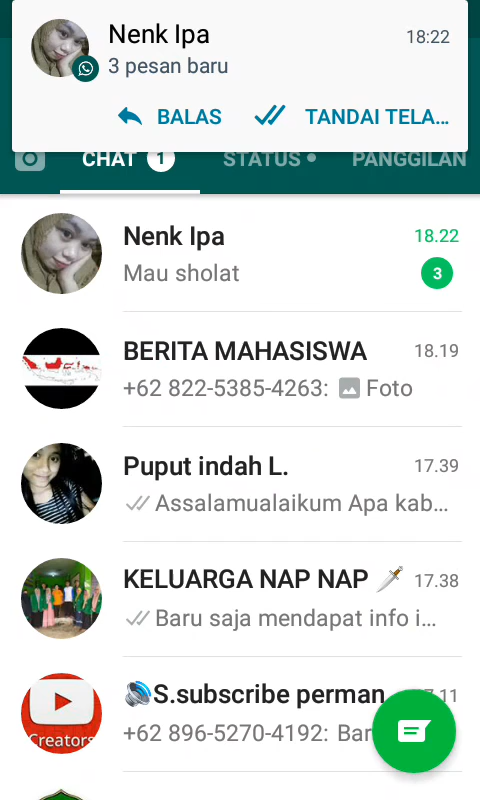 Nenk Ipa 18:22
3 pesan baru
BALAS TANDAI TELA...
CHAT 1 STATUS • PANGGILAN
Nenk Ipa 18.22
Mau sholat 3
BERITA MAHASISWA 18.19
+62 822-5385-4263: Foto
Puput indah L. 17.39
Assalamualaikum Apa kab...
KELUARGA NAP NAP 🗡 17.38
Baru saja mendapat info i...
🔊S.subscribe perman 17.11
+62 896-5270-4192: Bar
Creators